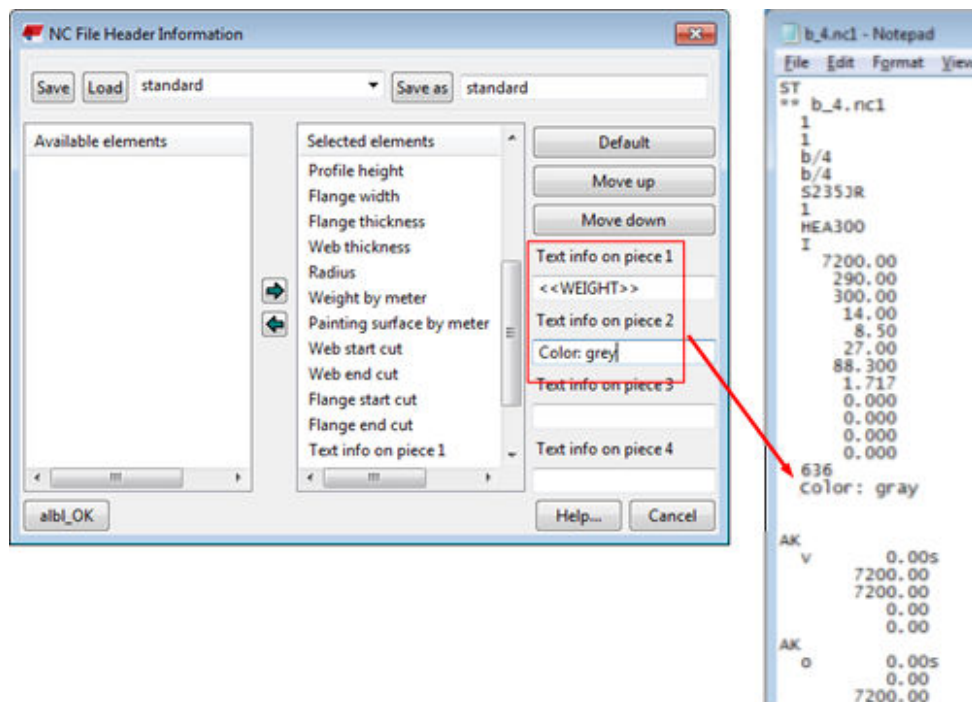 NC File Header Information
Save Load standard Save as standard
Available elements
Selected elements
Profile height
Flange width
Flange thickness
Web thickness
Radius
Weight by meter
Painting surface by meter
Web start cut
Web end cut
Flange start cut
Flange end cut
Text info on piece 1
Default
Move up
Move down
Text info on piece 1
<<WEIGHT>>
Text info on piece 2
Color: grey
Text info on piece 3
Text info on piece 4
albl_OK
Help... Cancel
b_4.nc1 - Notepad
File Edit Format View
ST
** b_4.nc1
1
1
b/4
b/4
S235JR
1
HEA300
I
7200.00
290.00
300.00
14.00
8.50
27.00
88.300
1.717
0.000
0.000
0.000
0.000
636
Color: gray
AK
v 0.00s
7200.00
7200.00
0.00
0.00
AK
o 0.00s
0.00
7200.00